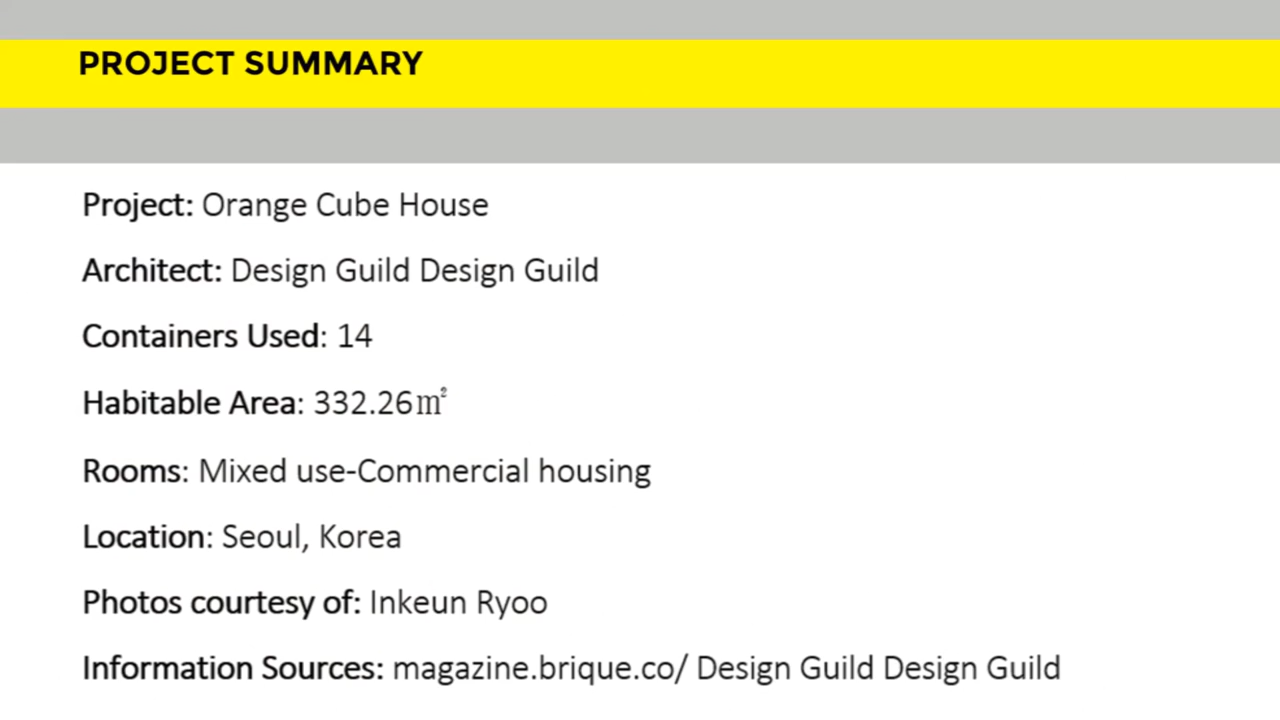 PROJECT SUMMARY
Project: Orange Cube House
Architect: Design Guild Design Guild
Containers Used: 14
Habitable Area: 332.26㎡
Rooms: Mixed use-Commercial housing
Location: Seoul, Korea
Photos courtesy of: Inkeun Ryoo
Information Sources: magazine.brique.co/ Design Guild Design Guild